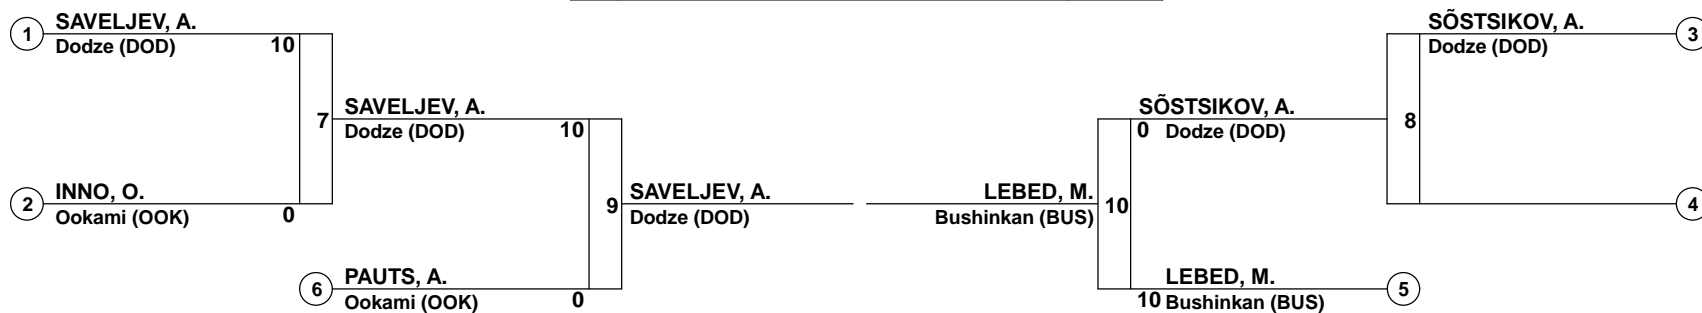 1
SAVELJEV, A.
Dodze (DOD)
10
2
INNO, O.
Ookami (OOK)
0
7
SAVELJEV, A.
Dodze (DOD)
10
6
PAUTS, A.
Ookami (OOK)
0
9
SAVELJEV, A.
Dodze (DOD)
LEBED, M.
Bushinkan (BUS)
10
SÕSTSIKOV, A.
0 Dodze (DOD)
LEBED, M.
10 Bushinkan (BUS)
5
8
SÕSTSIKOV, A.
Dodze (DOD)
3
4